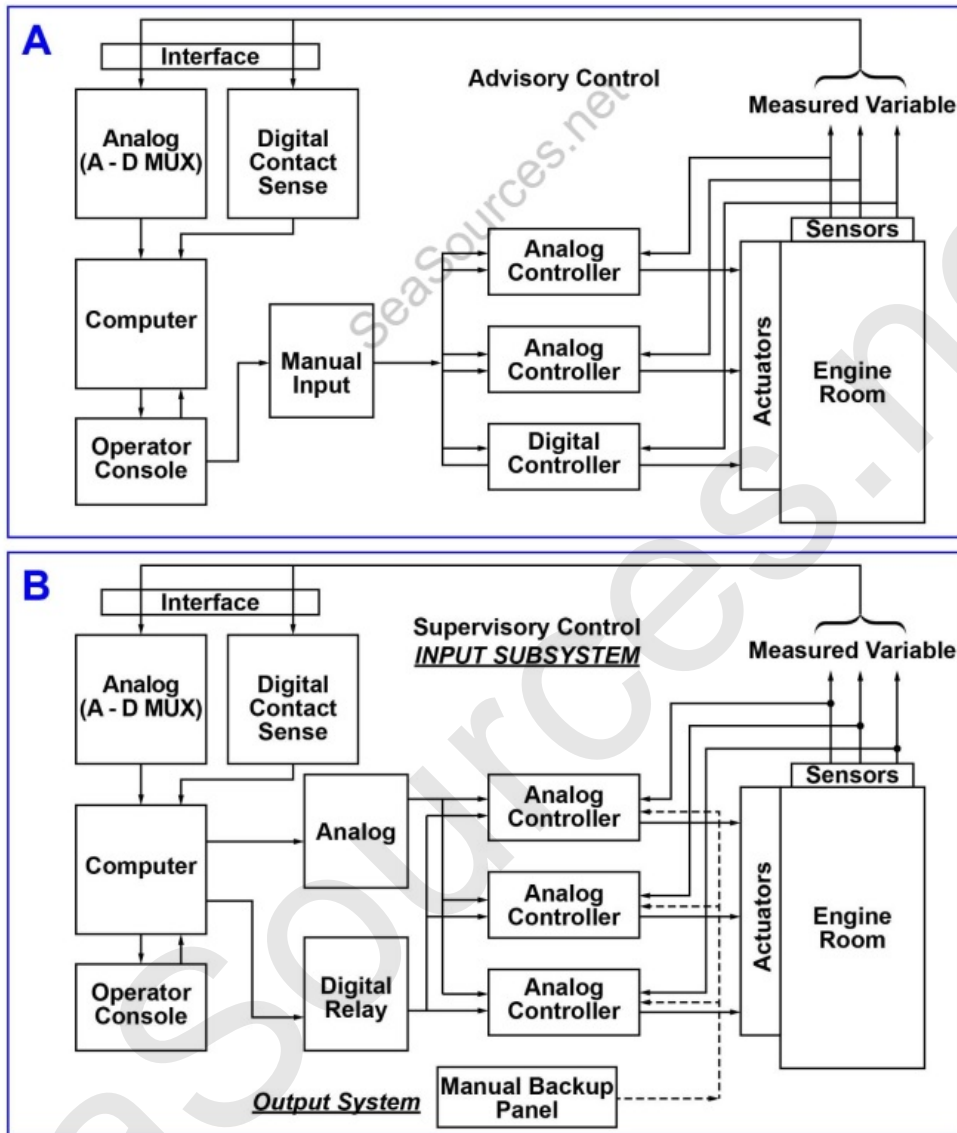 A
Interface
Advisory Control
Measured Variable
Analog
(A - D MUX)
Digital
Contact
Sense
SeaSources.net
Sensors
Analog
Controller
Computer
Manual
Input
Analog
Controller
Actuators
Engine
Room
Operator
Console
Digital
Controller
B
Interface
Supervisory Control
INPUT SUBSYSTEM
Measured Variable
Analog
(A - D MUX)
Digital
Contact
Sense
Sensors
Analog
Controller
Analog
Computer
Analog
Controller
Actuators
Engine
Room
Operator
Console
Digital
Relay
Analog
Controller
Output System
Manual Backup
Panel